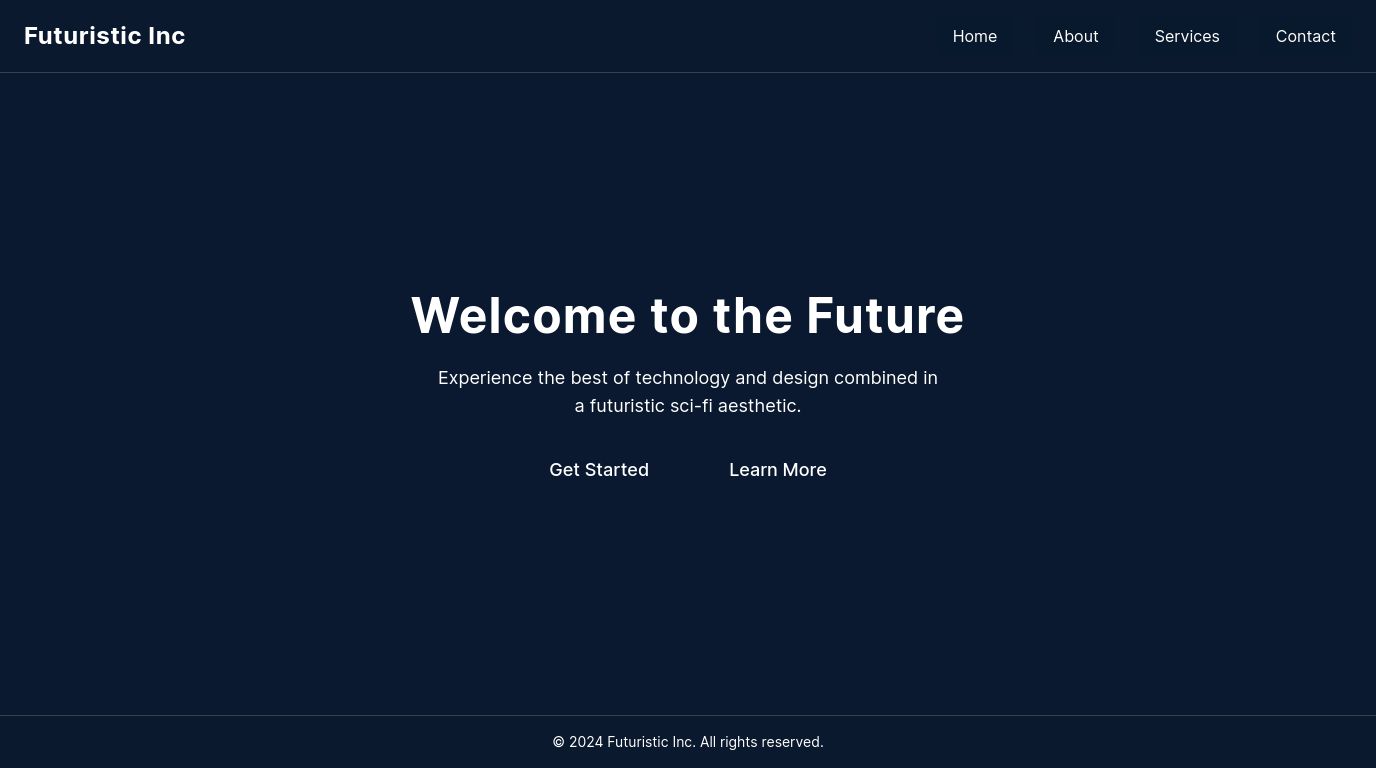 Futuristic Inc
Home About Services Contact
Welcome to the Future
Experience the best of technology and design combined in
a futuristic sci-fi aesthetic.
Get Started Learn More
© 2024 Futuristic Inc. All rights reserved.